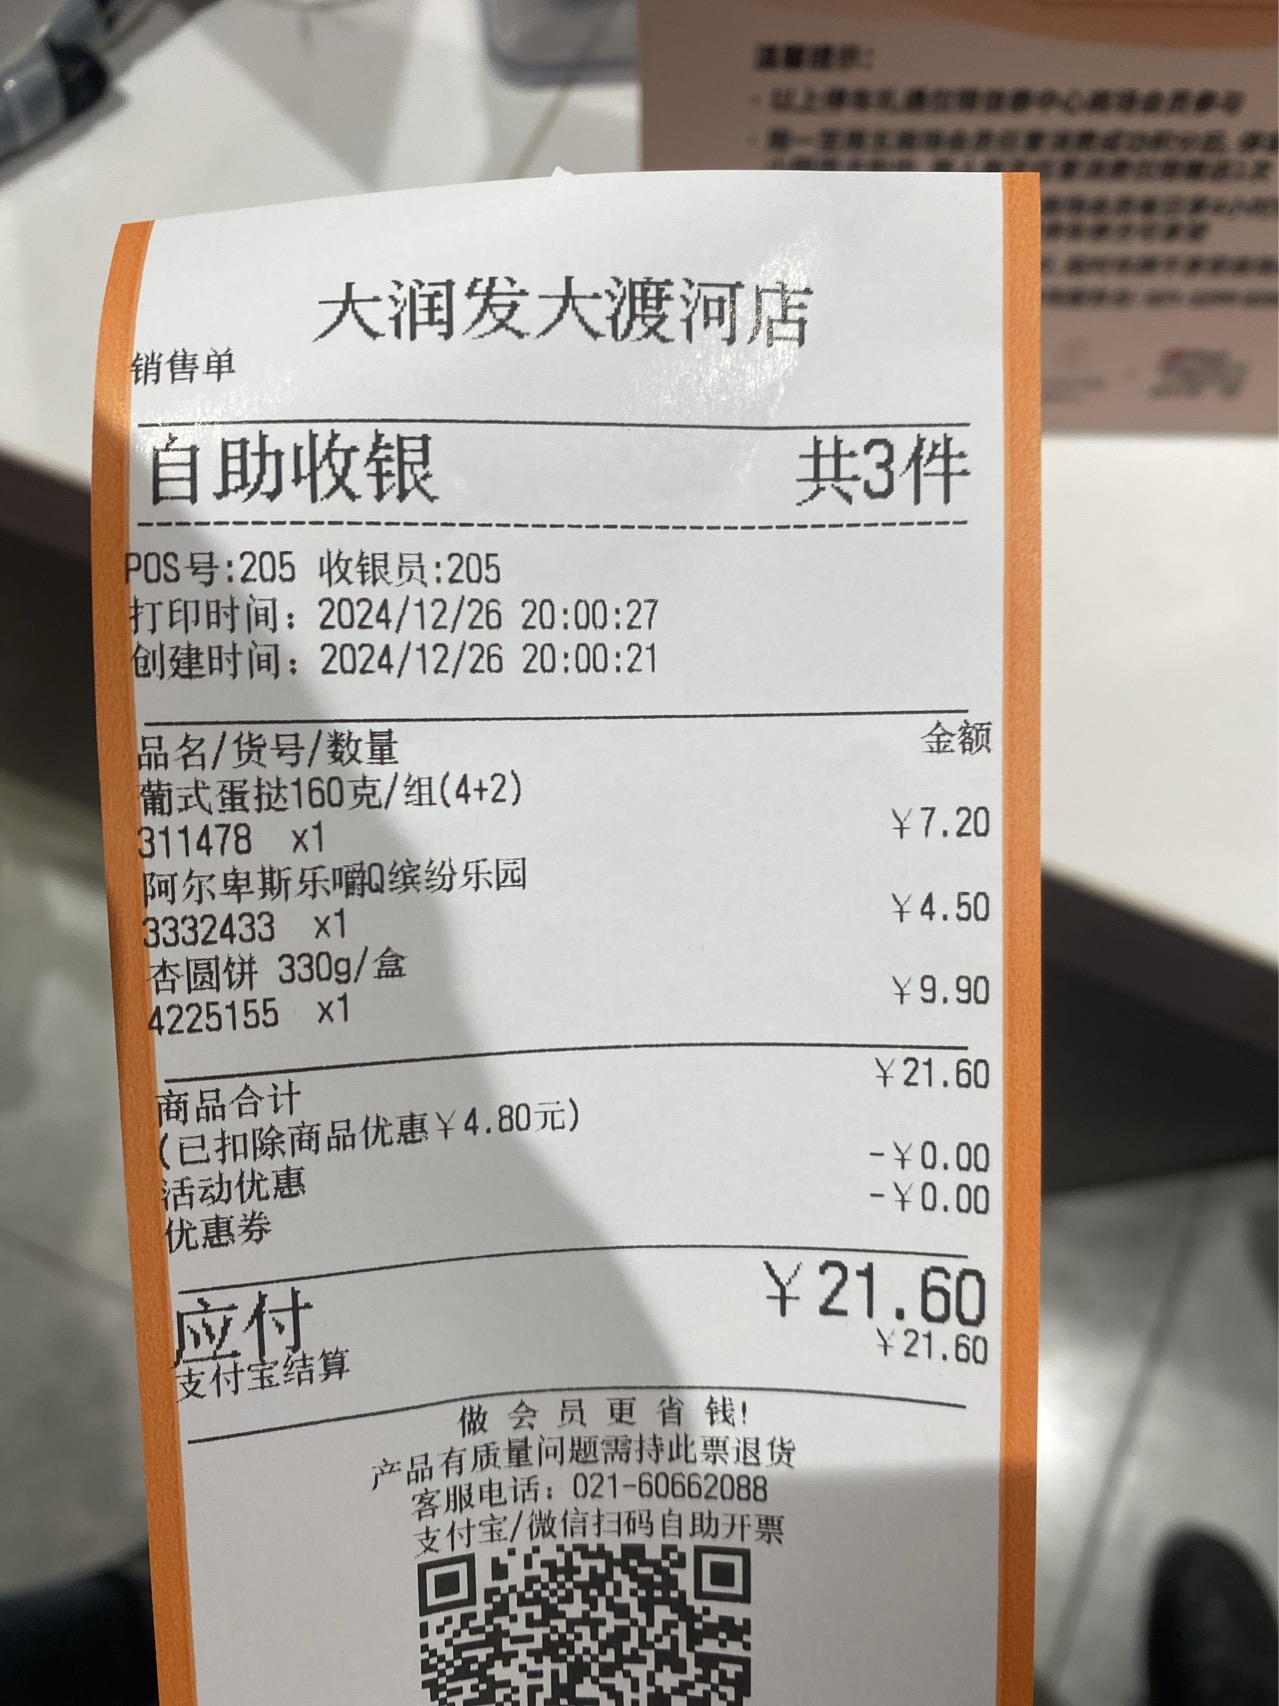 温馨提示：
大润发大渡河店
销售单
自助收银 共3件
POS号:205 收银员:205
打印时间：2024/12/26 20:00:27
创建时间：2024/12/26 20:00:21
品名/货号/数量 金额
葡式蛋挞160克/组(4+2)
311478 x1 ￥7.20
阿尔卑斯乐嚼Q缤纷乐园
3332433 x1 ￥4.50
杏圆饼 330g/盒
4225155 x1 ￥9.90
商品合计 ￥21.60
(已扣除商品优惠￥4.80元)
活动优惠 -￥0.00
优惠券 -￥0.00
应付 ￥21.60
支付宝结算 ￥21.60
做会员更省钱!
产品有质量问题需持此票退货
客服电话：021-60662088
支付宝/微信扫码自助开票